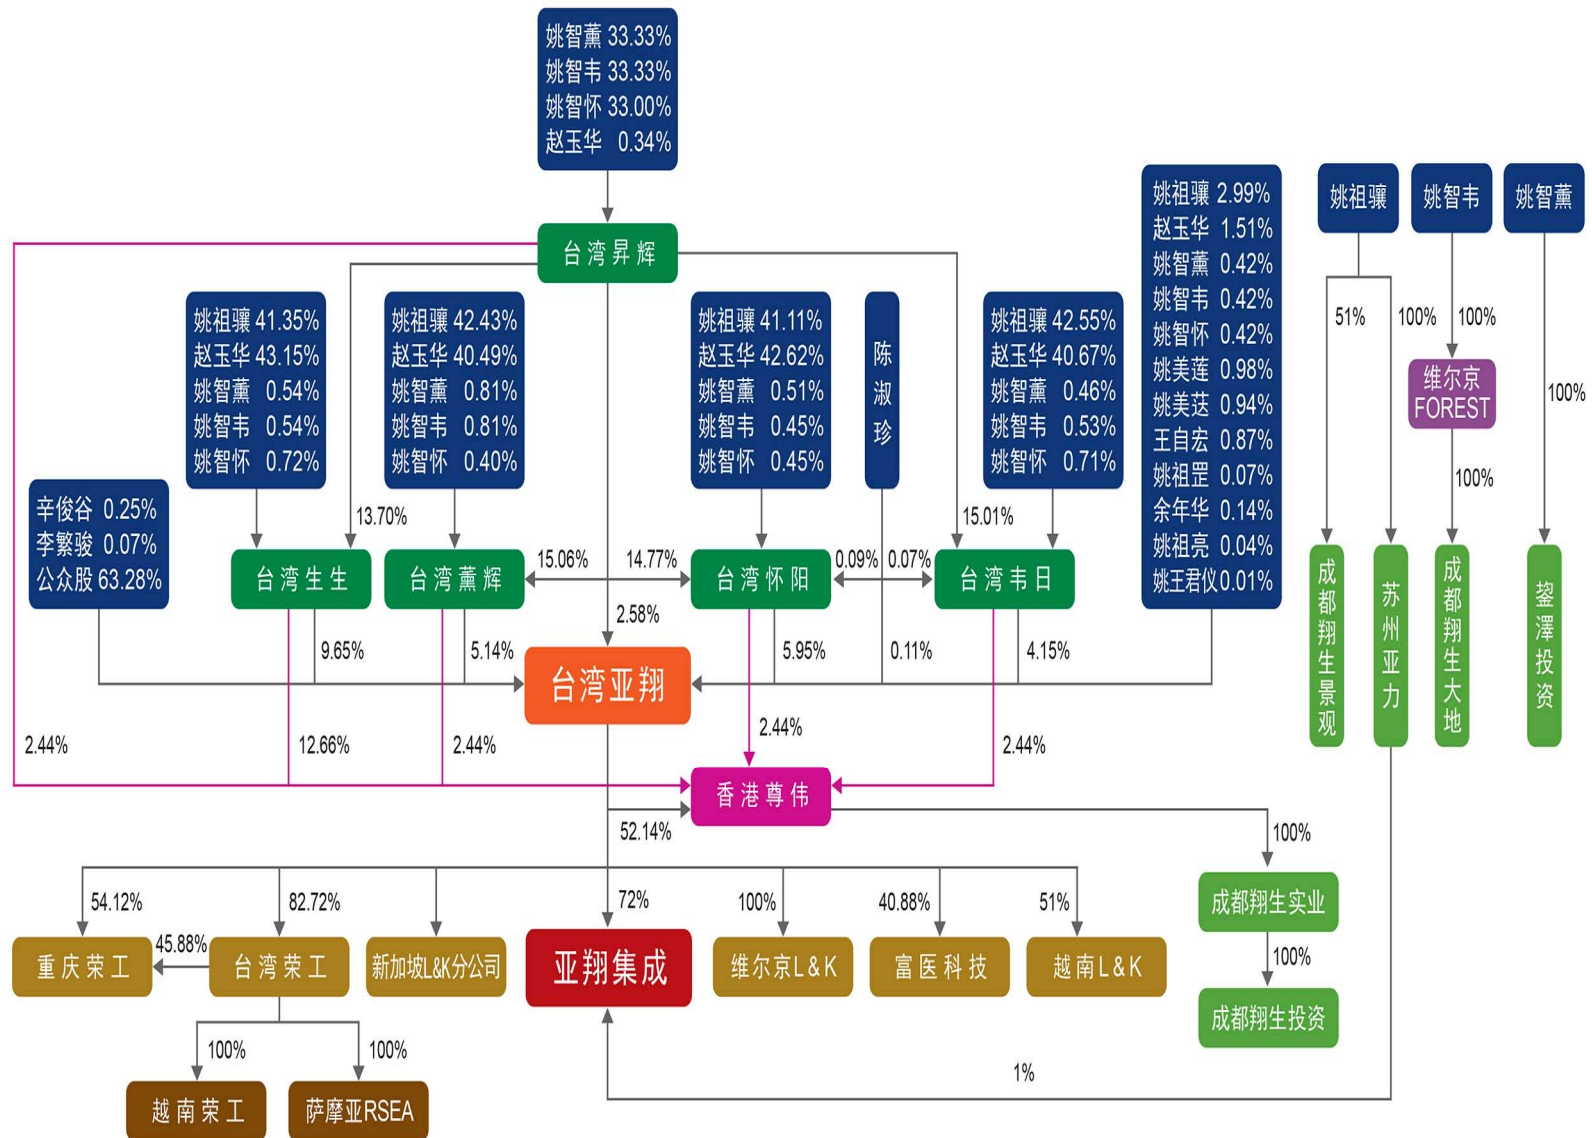 姚智薰 33.33%
姚智韦 33.33%
姚智怀 33.00%
赵玉华 0.34%
台湾昇辉
姚祖骧 2.99%
赵玉华 1.51%
姚智薰 0.42%
姚智韦 0.42%
姚智怀 0.42%
姚美莲 0.98%
姚美荙 0.94%
王自宏 0.87%
姚祖罡 0.07%
余年华 0.14%
姚祖亮 0.04%
姚王君仪 0.01%
姚祖骧
姚智韦
姚智薰
51%
100%
100%
100%
维尔京
FOREST
100%
姚祖骧 41.35%
赵玉华 43.15%
姚智薰 0.54%
姚智韦 0.54%
姚智怀 0.72%
姚祖骧 42.43%
赵玉华 40.49%
姚智薰 0.81%
姚智韦 0.81%
姚智怀 0.40%
姚祖骧 41.11%
赵玉华 42.62%
姚智薰 0.51%
姚智韦 0.45%
姚智怀 0.45%
陈淑珍
姚祖骧 42.55%
赵玉华 40.67%
姚智薰 0.46%
姚智韦 0.53%
姚智怀 0.71%
辛俊谷 0.25%
李繁骏 0.07%
公众股 63.28%
13.70%
15.01%
台湾生生
台湾薰辉
15.06%
14.77%
台湾怀阳
0.09%
0.07%
台湾韦日
成都翔生景观
苏州亚力
成都翔生大地
鋆澤投资
2.58%
9.65%
5.14%
5.95%
0.11%
4.15%
台湾亚翔
2.44%
12.66%
2.44%
2.44%
2.44%
香港尊伟
52.14%
100%
54.12%
82.72%
72%
100%
40.88%
51%
成都翔生实业
重庆荣工
45.88%
台湾荣工
新加坡L&K分公司
亚翔集成
维尔京L&K
富医科技
越南L&K
100%
成都翔生投资
100%
100%
1%
越南荣工
萨摩亚RSEA